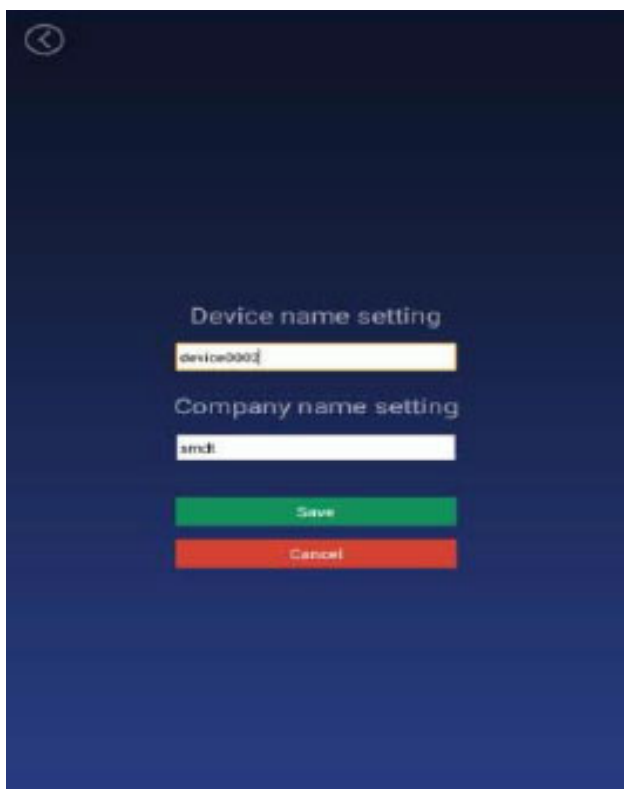 Device name setting
device0002
Company name setting
smdt
Save
Cancel